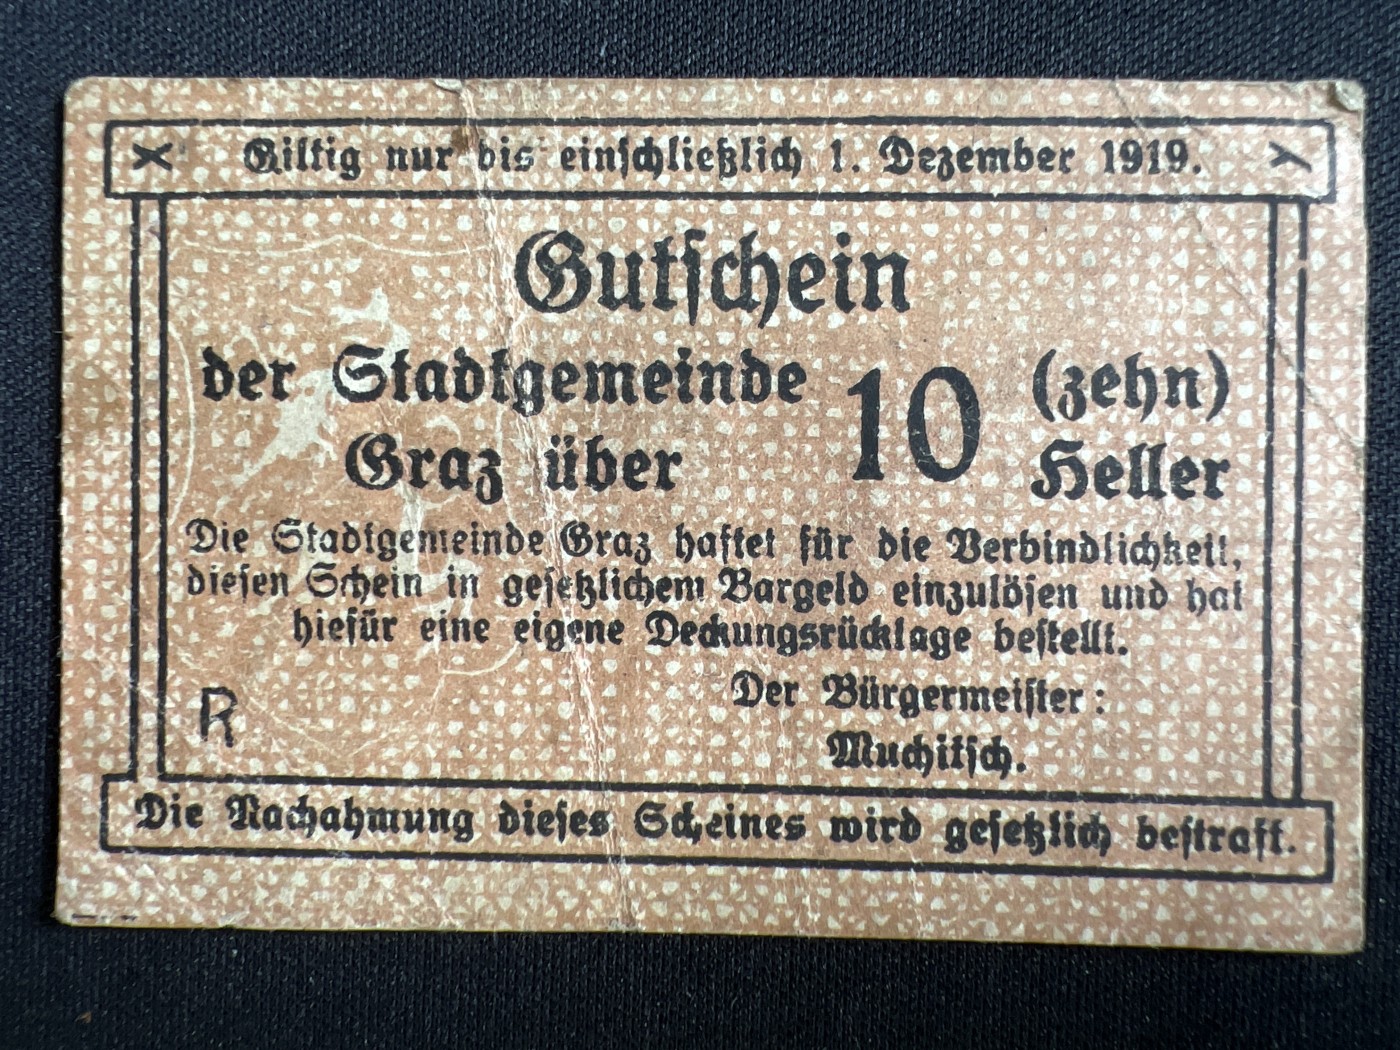 X Giltig nur bis einschließlich 1. Dezember 1919. Y
Gutschein
der Stadtgemeinde 10 (zehn)
Graz über Heller
Die Stadtgemeinde Graz haftet für die Verbindlichkeit,
diesen Schein in gesetzlichem Bargeld einzulösen und hat
hiefür eine eigene Deckungsrücklage bestellt.
Der Bürgermeister:
R
Muchitsch.
Die Nachahmung dieses Scheines wird gesetzlich bestraft.